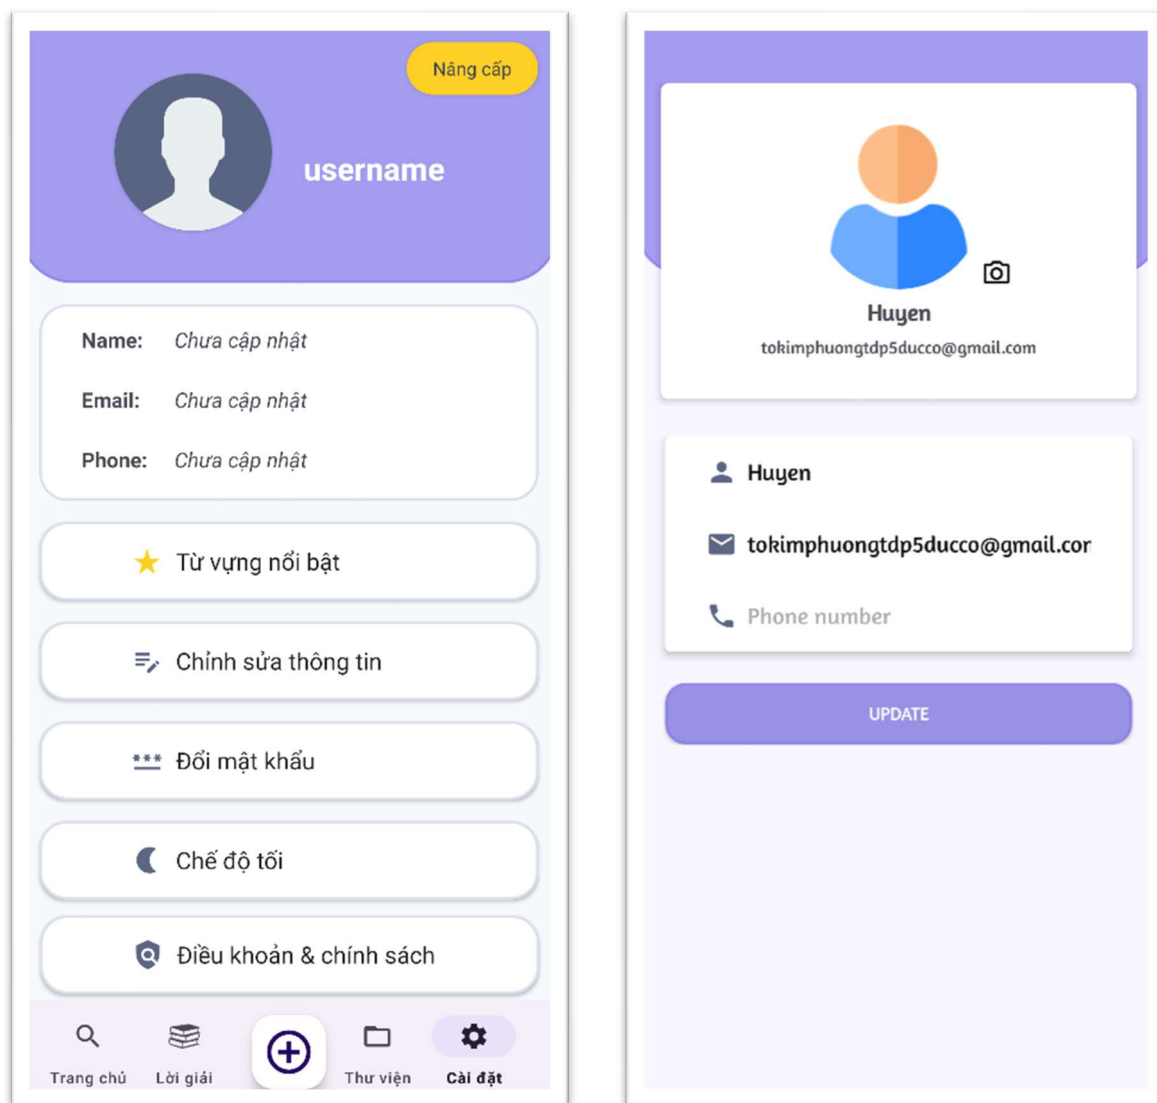 Nâng cấp
username
Name: Chưa cập nhật
Email: Chưa cập nhật
Phone: Chưa cập nhật
Từ vựng nổi bật
Chỉnh sửa thông tin
Đổi mật khẩu
Chế độ tối
Điều khoản & chính sách
Trang chủ Lời giải Thư viện Cài đặt
Huyen
tokimphuongtdp5ducco@gmail.com
Huyen
tokimphuongtdp5ducco@gmail.cor
Phone number
UPDATE